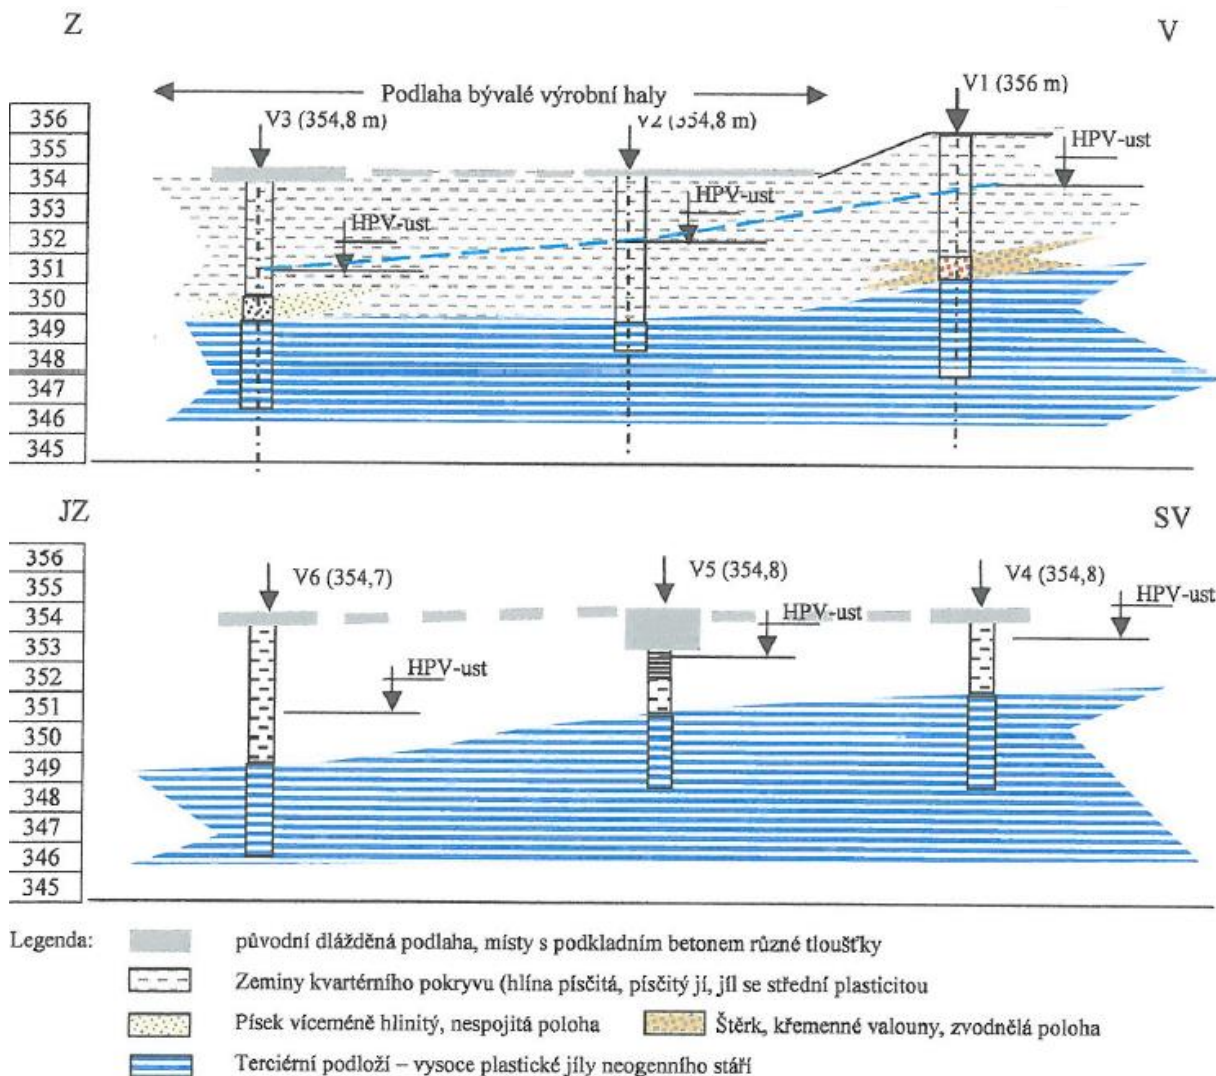 Z
V
Podlaha bývalé výrobní haly
V1 (356 m)
V3 (354,8 m)
V2 (354,8 m)
HPV-ust
HPV-ust
HPV-ust
356
355
354
353
352
351
350
349
348
347
346
345
JZ
SV
V6 (354,7)
V5 (354,8)
V4 (354,8)
HPV-ust
HPV-ust
HPV-ust
356
355
354
353
352
351
350
349
348
347
346
345
Legenda:
původní dlážděná podlaha, místy s podkladním betonem různé tloušťky
Zeminy kvartérního pokryvu (hlína písčitá, písčitý jí, jíl se střední plasticitou
Písek víceméně hlinitý, nespojitá poloha
Štěrk, křemenné valouny, zvodnělá poloha
Terciérní podloží – vysoce plastické jíly neogenního stáří